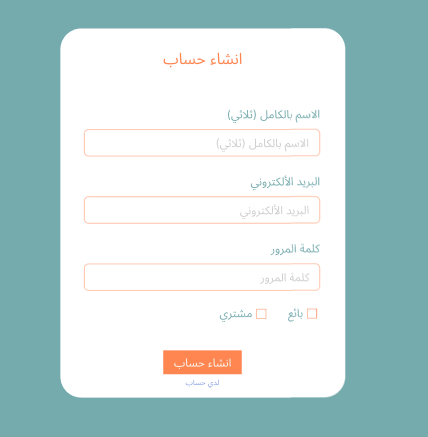 انشاء حساب
الاسم بالكامل (ثلاثي)
الاسم بالكامل (ثلاثي)
البريد الألكتروني
البريد الألكتروني
كلمة المرور
كلمة المرور
بائع مشتري
انشاء حساب
لدي حساب